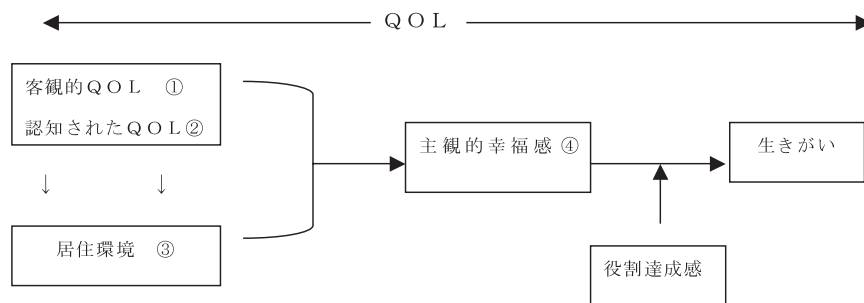 QOL
客観的QOL ①
認知されたQOL②
↓ ↓
居住環境 ③
主観的幸福感 ④
生きがい
役割達成感